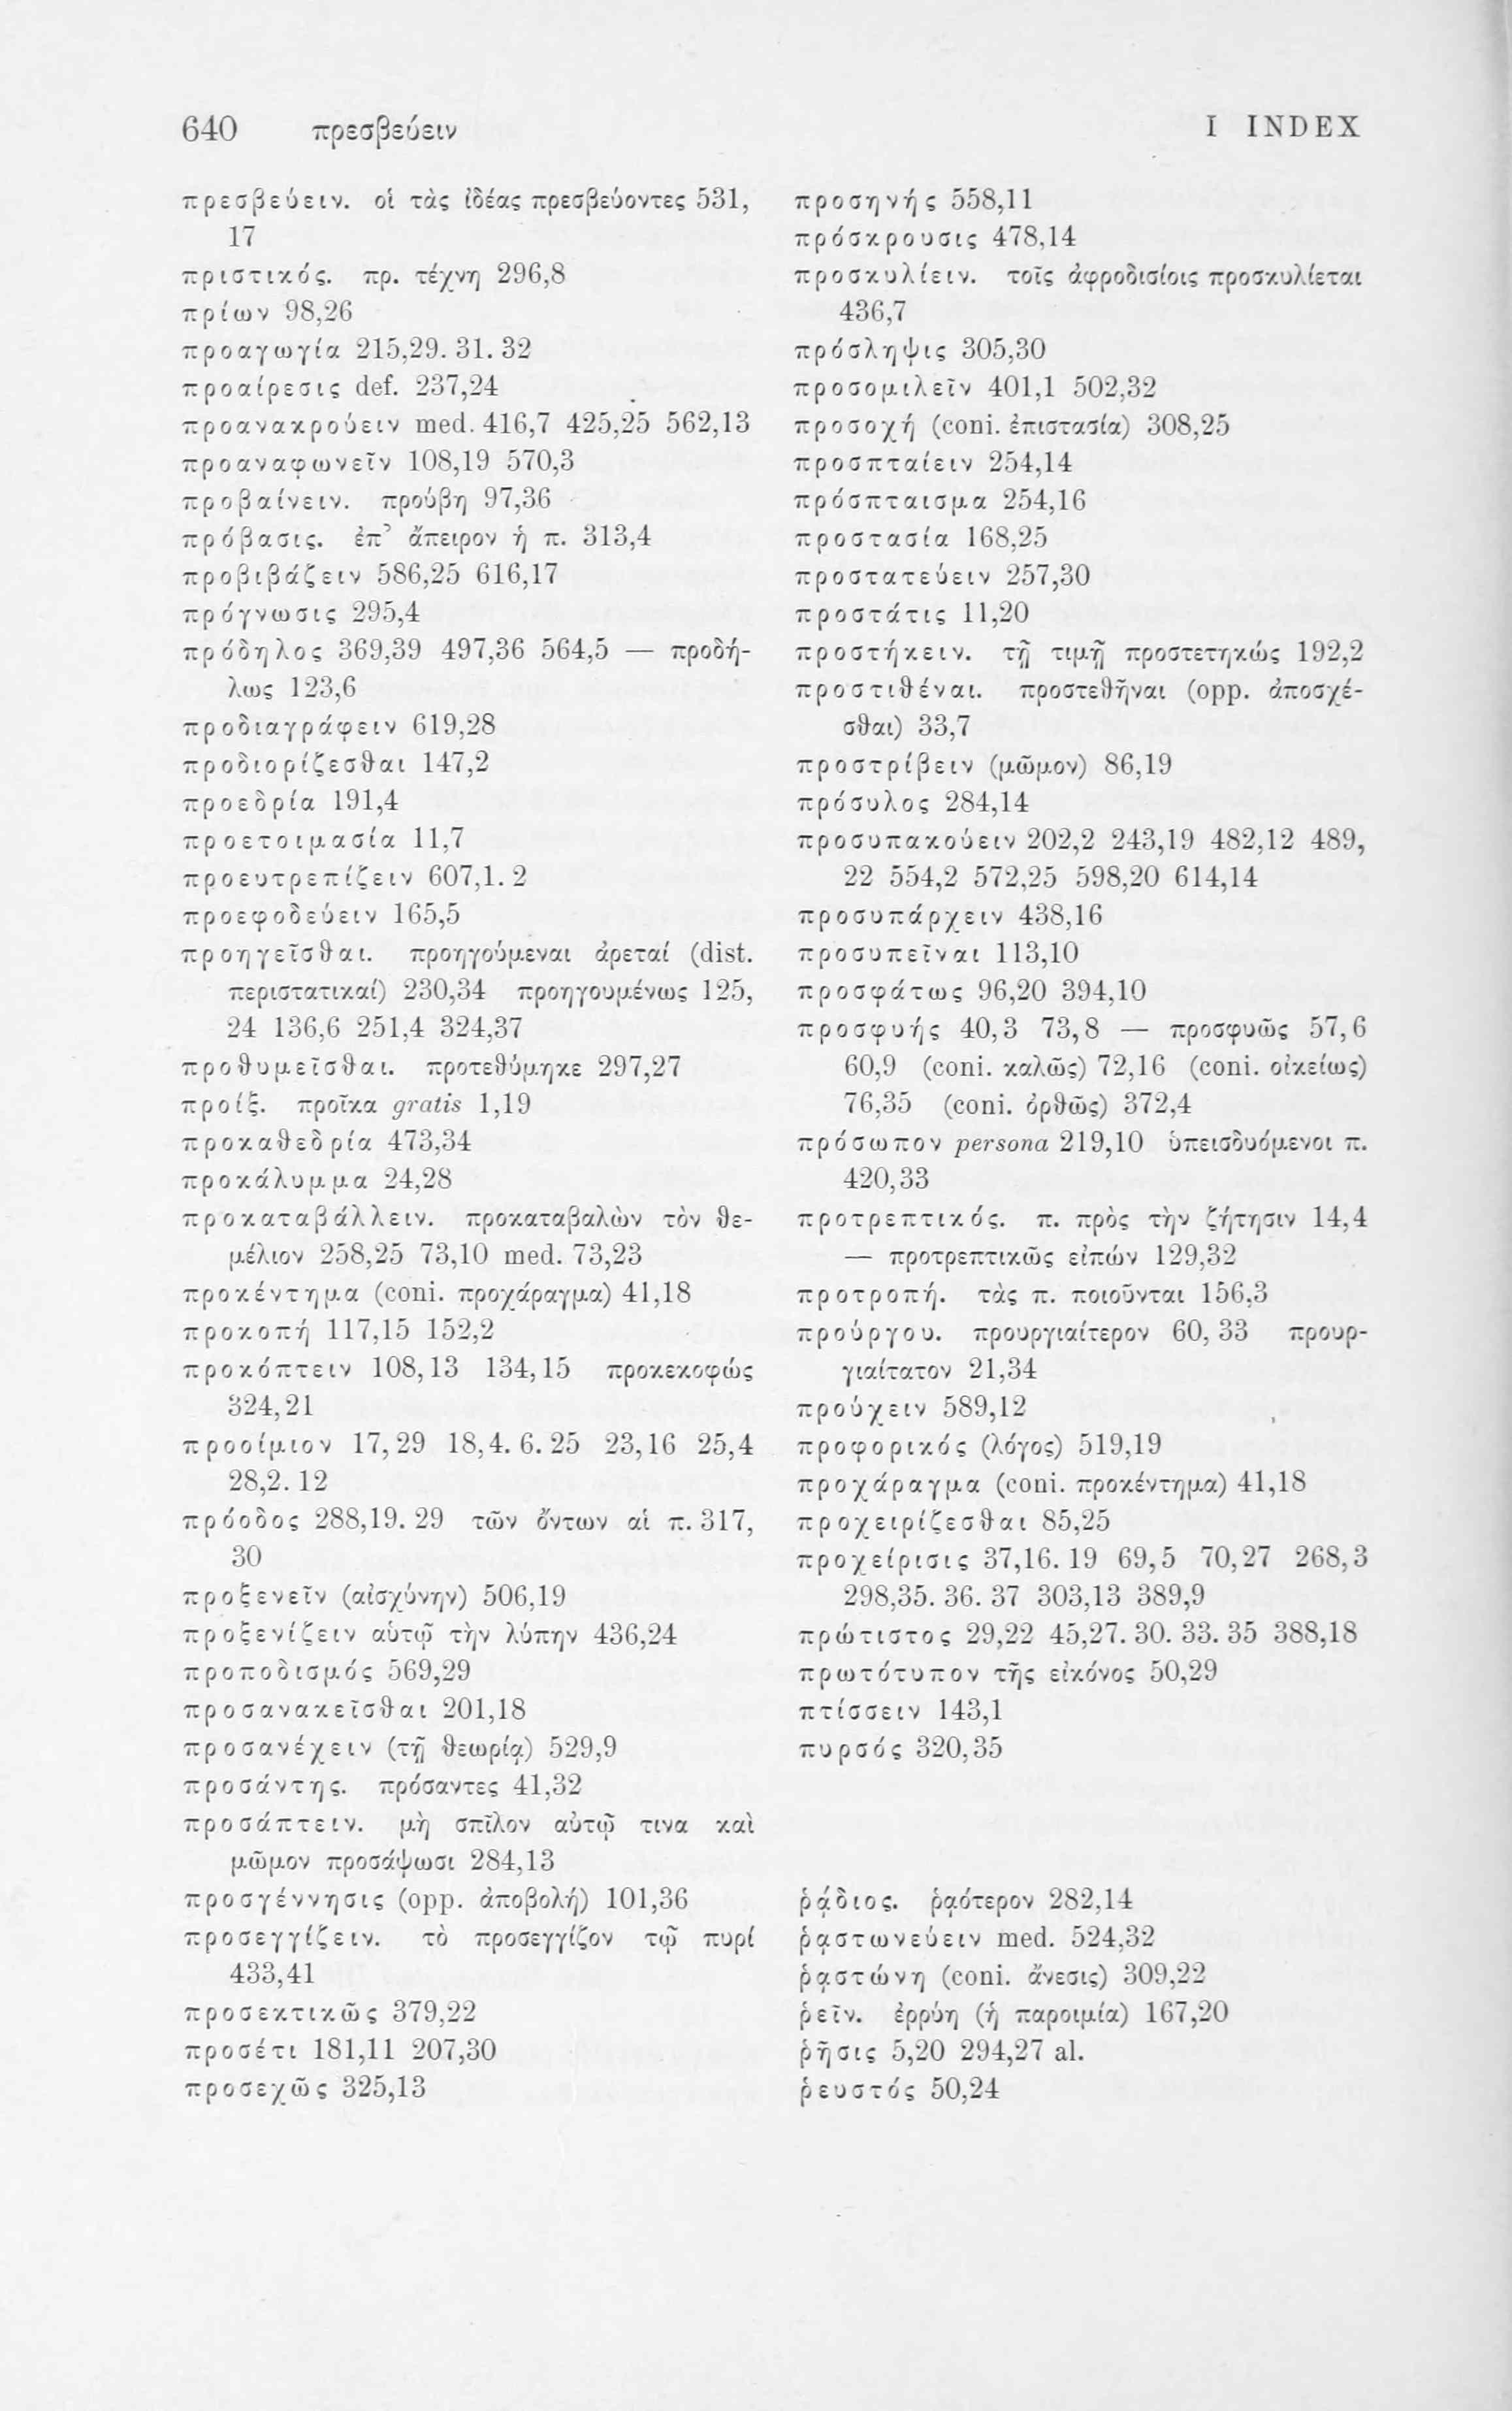 640 πρεσβεύειν I INDEX
πρεσβεύειν. οἱ τὰς ἰδέας πρεσβεύοντες 531,
17
πριστικός. πρ. τέχνη 296,8
πρίων 98,26
προαγωγία 215,29. 31. 32
προαίρεσις def. 237,24
προανακρούειν med. 416,7 425,25 562,13
προαναφωνεῖν 108,19 570,3
προβαίνειν. προύβη 97,36
πρόβασις. ἐπ’ ἄπειρον ἡ π. 313,4
προβιβάζειν 586,25 616,17
πρόγνωσις 295,4
πρόδηλος 369,39 497,36 564,5 — προδή-
λως 123,6
προδιαγράφειν 619,28
προδιορίζεσθαι 147,2
προεδρία 191,4
προετοιμασία 11,7
προευτρεπίζειν 607,1. 2
προεφοδεύειν 165,5
προηγεῖσθαι. προηγούμεναι ἀρεταί (dist.
περιστατικαί) 230,34 προηγουμένως 125,
24 136,6 251,4 324,37
προθυμεῖσθαι. προτεθύμηκε 297,27
προίξ. προῖκα gratis 1,19
προκαθεδρία 473,34
προκάλυμμα 24,28
προκαταβάλλειν. προκαταβαλὼν τὸν θε-
μέλιον 258,25 73,10 med. 73,23
προκέντημα (coni. προχάραγμα) 41,18
προκοπή 117,15 152,2
προκόπτειν 108,13 134,15 προκεκοφώς
324,21
προοίμιον 17,29 18,4. 6. 25 23,16 25,4
28,2. 12
πρόοδος 288,19. 29 τῶν ὄντων αἱ π. 317,
30
προξενεῖν (αἰσχύνην) 506,19
προξενίζειν αὑτῷ τὴν λύπην 436,24
προποδισμός 569,29
προσανακεῖσθαι 201,18
προσανέχειν (τῇ θεωρίᾳ) 529,9
προσάντης. πρόσαντες 41,32
προσάπτειν. μὴ σπῖλον αὐτῷ τινα καὶ
μῶμον προσάψωσι 284,13
προσγέννησις (opp. ἀποβολή) 101,36
προσεγγίζειν. τὸ προσεγγίζον τῷ πυρί
433,41
προσεκτικῶς 379,22
προσέτι 181,11 207,30
προσεχῶς 325,13
προσηνής 558,11
πρόσκρουσις 478,14
προσκυλίειν. τοῖς ἀφροδισίοις προσκυλίεται
436,7
πρόσληψις 305,30
προσομιλεῖν 401,1 502,32
προσοχή (coni. ἐπιστασία) 308,25
προσπταίειν 254,14
πρόσπταισμα 254,16
προστασία 168,25
προστατεύειν 257,30
προστάτις 11,20
προστήκειν. τῇ τιμῇ προστετηκώς 192,2
προστιθέναι. προστεθῆναι (opp. ἀποσχέ-
σθαι) 33,7
προστρίβειν (μῶμον) 86,19
πρόσυλος 284,14
προσυπακούειν 202,2 243,19 482,12 489,
22 554,2 572,25 598,20 614,14
προσυπάρχειν 438,16
προσυπεῖναι 113,10
προσφάτως 96,20 394,10
προσφυής 40,3 73,8 — προσφυῶς 57,6
60,9 (coni. καλῶς) 72,16 (coni. οἰκείως)
76,35 (coni. ὀρθῶς) 372,4
πρόσωπον persona 219,10 ὑπεισδυόμενοι π.
420,33
προτρεπτικός. π. πρὸς τὴν ζήτησιν 14,4
— προτρεπτικῶς εἰπών 129,32
προτροπή. τὰς π. ποιοῦνται 156,3
προύργου. προυργιαίτερον 60,33 προυρ-
γιαίτατον 21,34
προύχειν 589,12
προφορικός (λόγος) 519,19
προχάραγμα (coni. προκέντημα) 41,18
προχειρίζεσθαι 85,25
προχείρισις 37,16. 19 69,5 70,27 268,3
298,35. 36. 37 303,13 389,9
πρώτιστος 29,22 45,27. 30. 33. 35 388,18
πρωτότυπον τῆς εἰκόνος 50,29
πτίσσειν 143,1
πυρσός 320,35
ῥᾴδιος. ῥᾳότερον 282,14
ῥᾳστωνεύειν med. 524,32
ῥᾳστώνη (coni. ἄνεσις) 309,22
ῥεῖν. ἐρρύη (ἡ παροιμία) 167,20
ῥῆσις 5,20 294,27 al.
ῥευστός 50,24